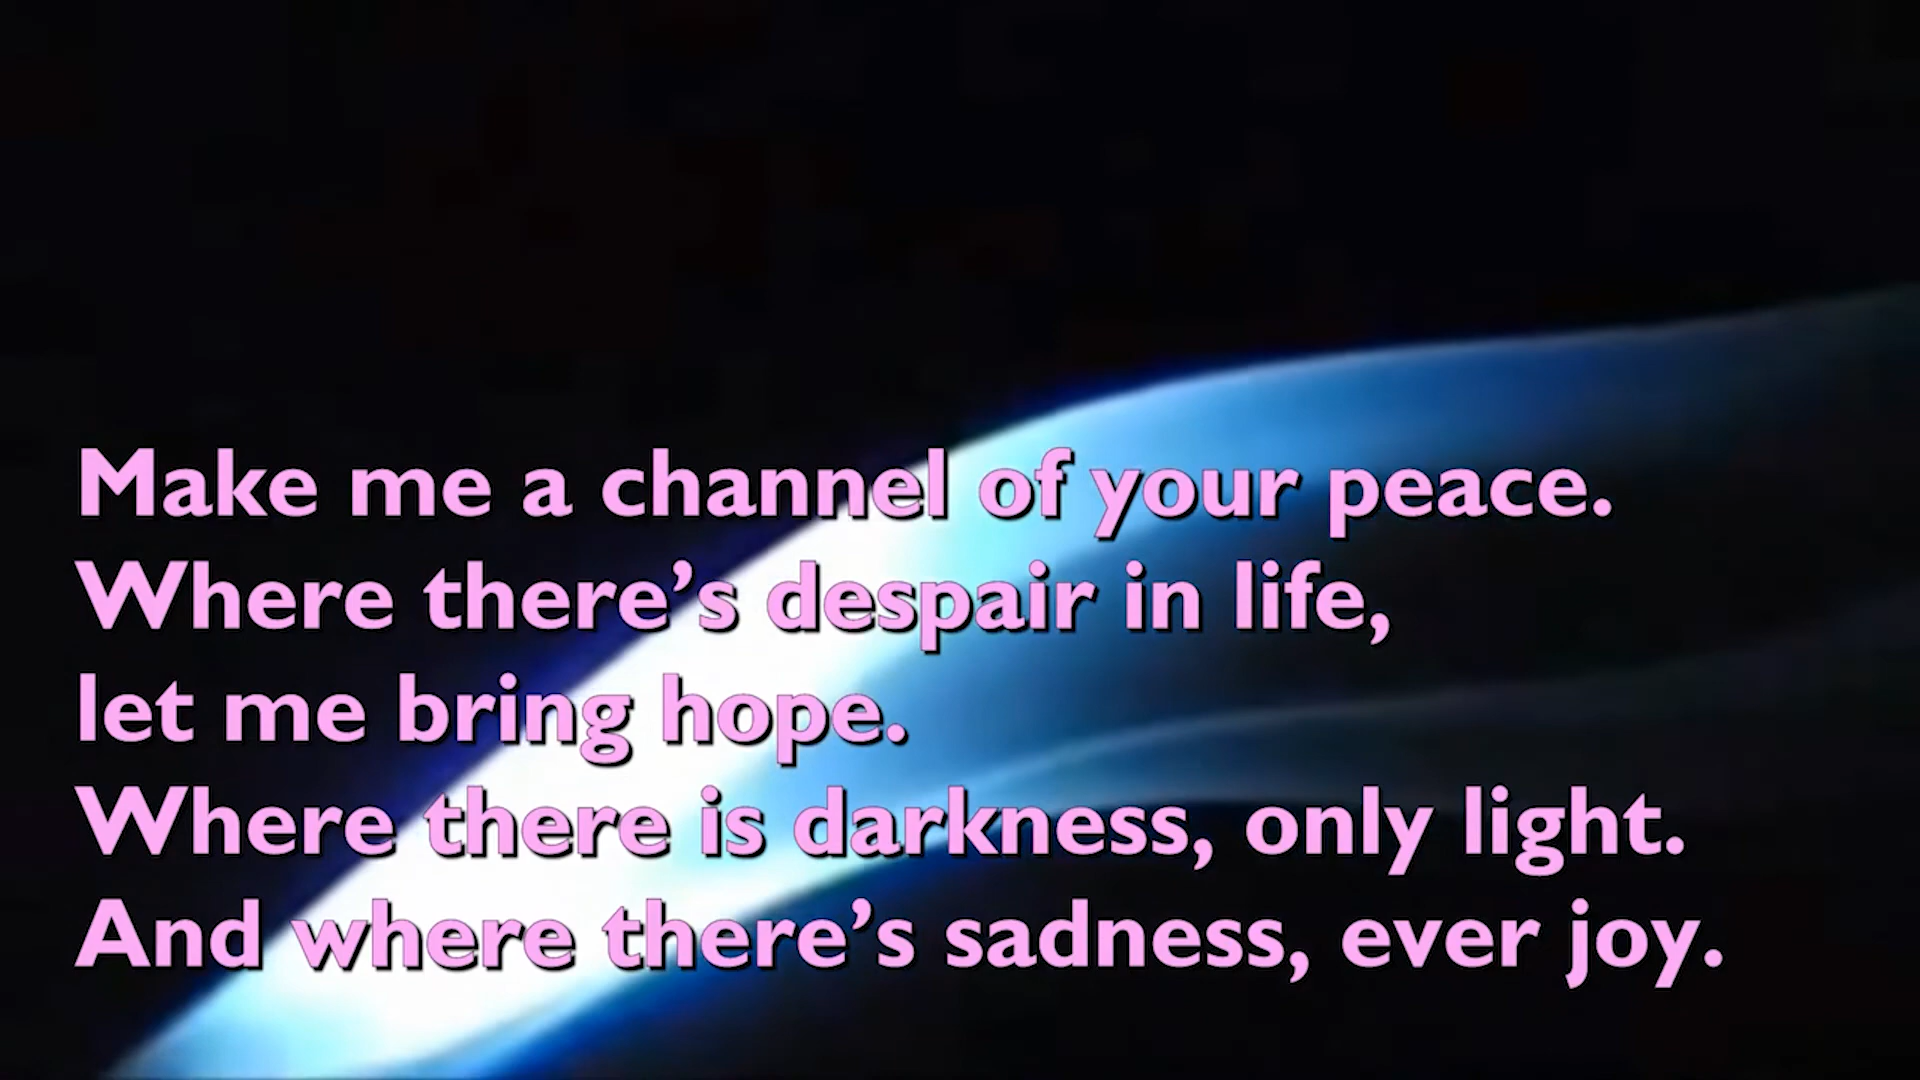 Make me a channel of your peace.
Where there’s despair in life,
let me bring hope.
Where there is darkness, only light.
And where there’s sadness, ever joy.